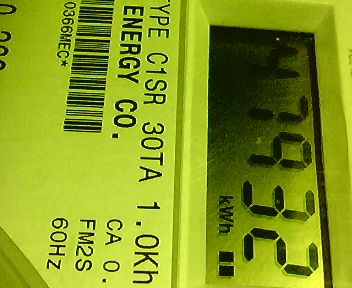 47932
kWh
TYPE C1SR 30TA 1.0Kh
ENERGY CO.
CA 0.
FM2S
60Hz
0366MEC*